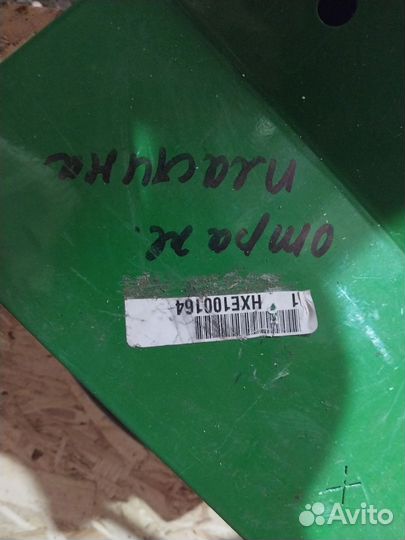 1 HXE100164
отраж.
пластина
Avito